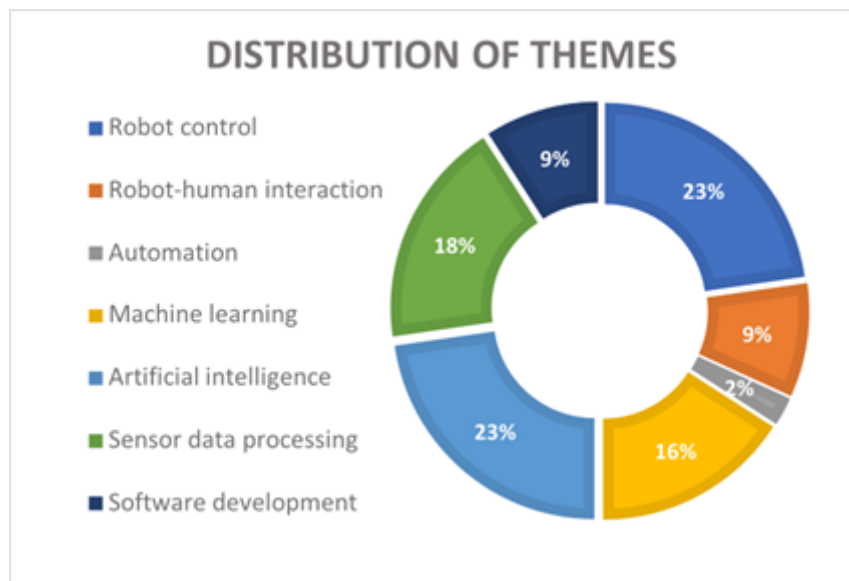 DISTRIBUTION OF THEMES
Robot control
Robot-human interaction
Automation
Machine learning
Artificial intelligence
Sensor data processing
Software development
23%
9%
2%
16%
23%
18%
9%